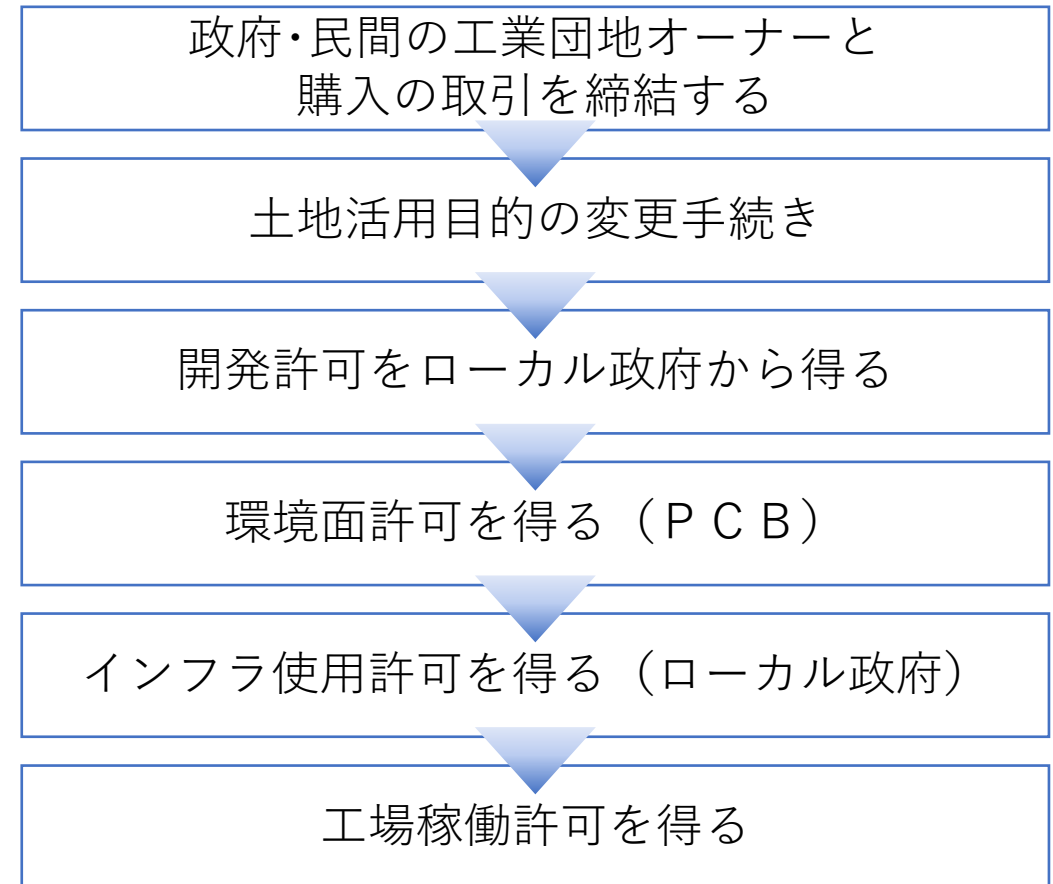 政府･民間の工業団地オーナーと
購入の取引を締結する
土地活用目的の変更手続き
開発許可をローカル政府から得る
環境面許可を得る（ＰＣＢ）
インフラ使用許可を得る（ローカル政府）
工場稼働許可を得る